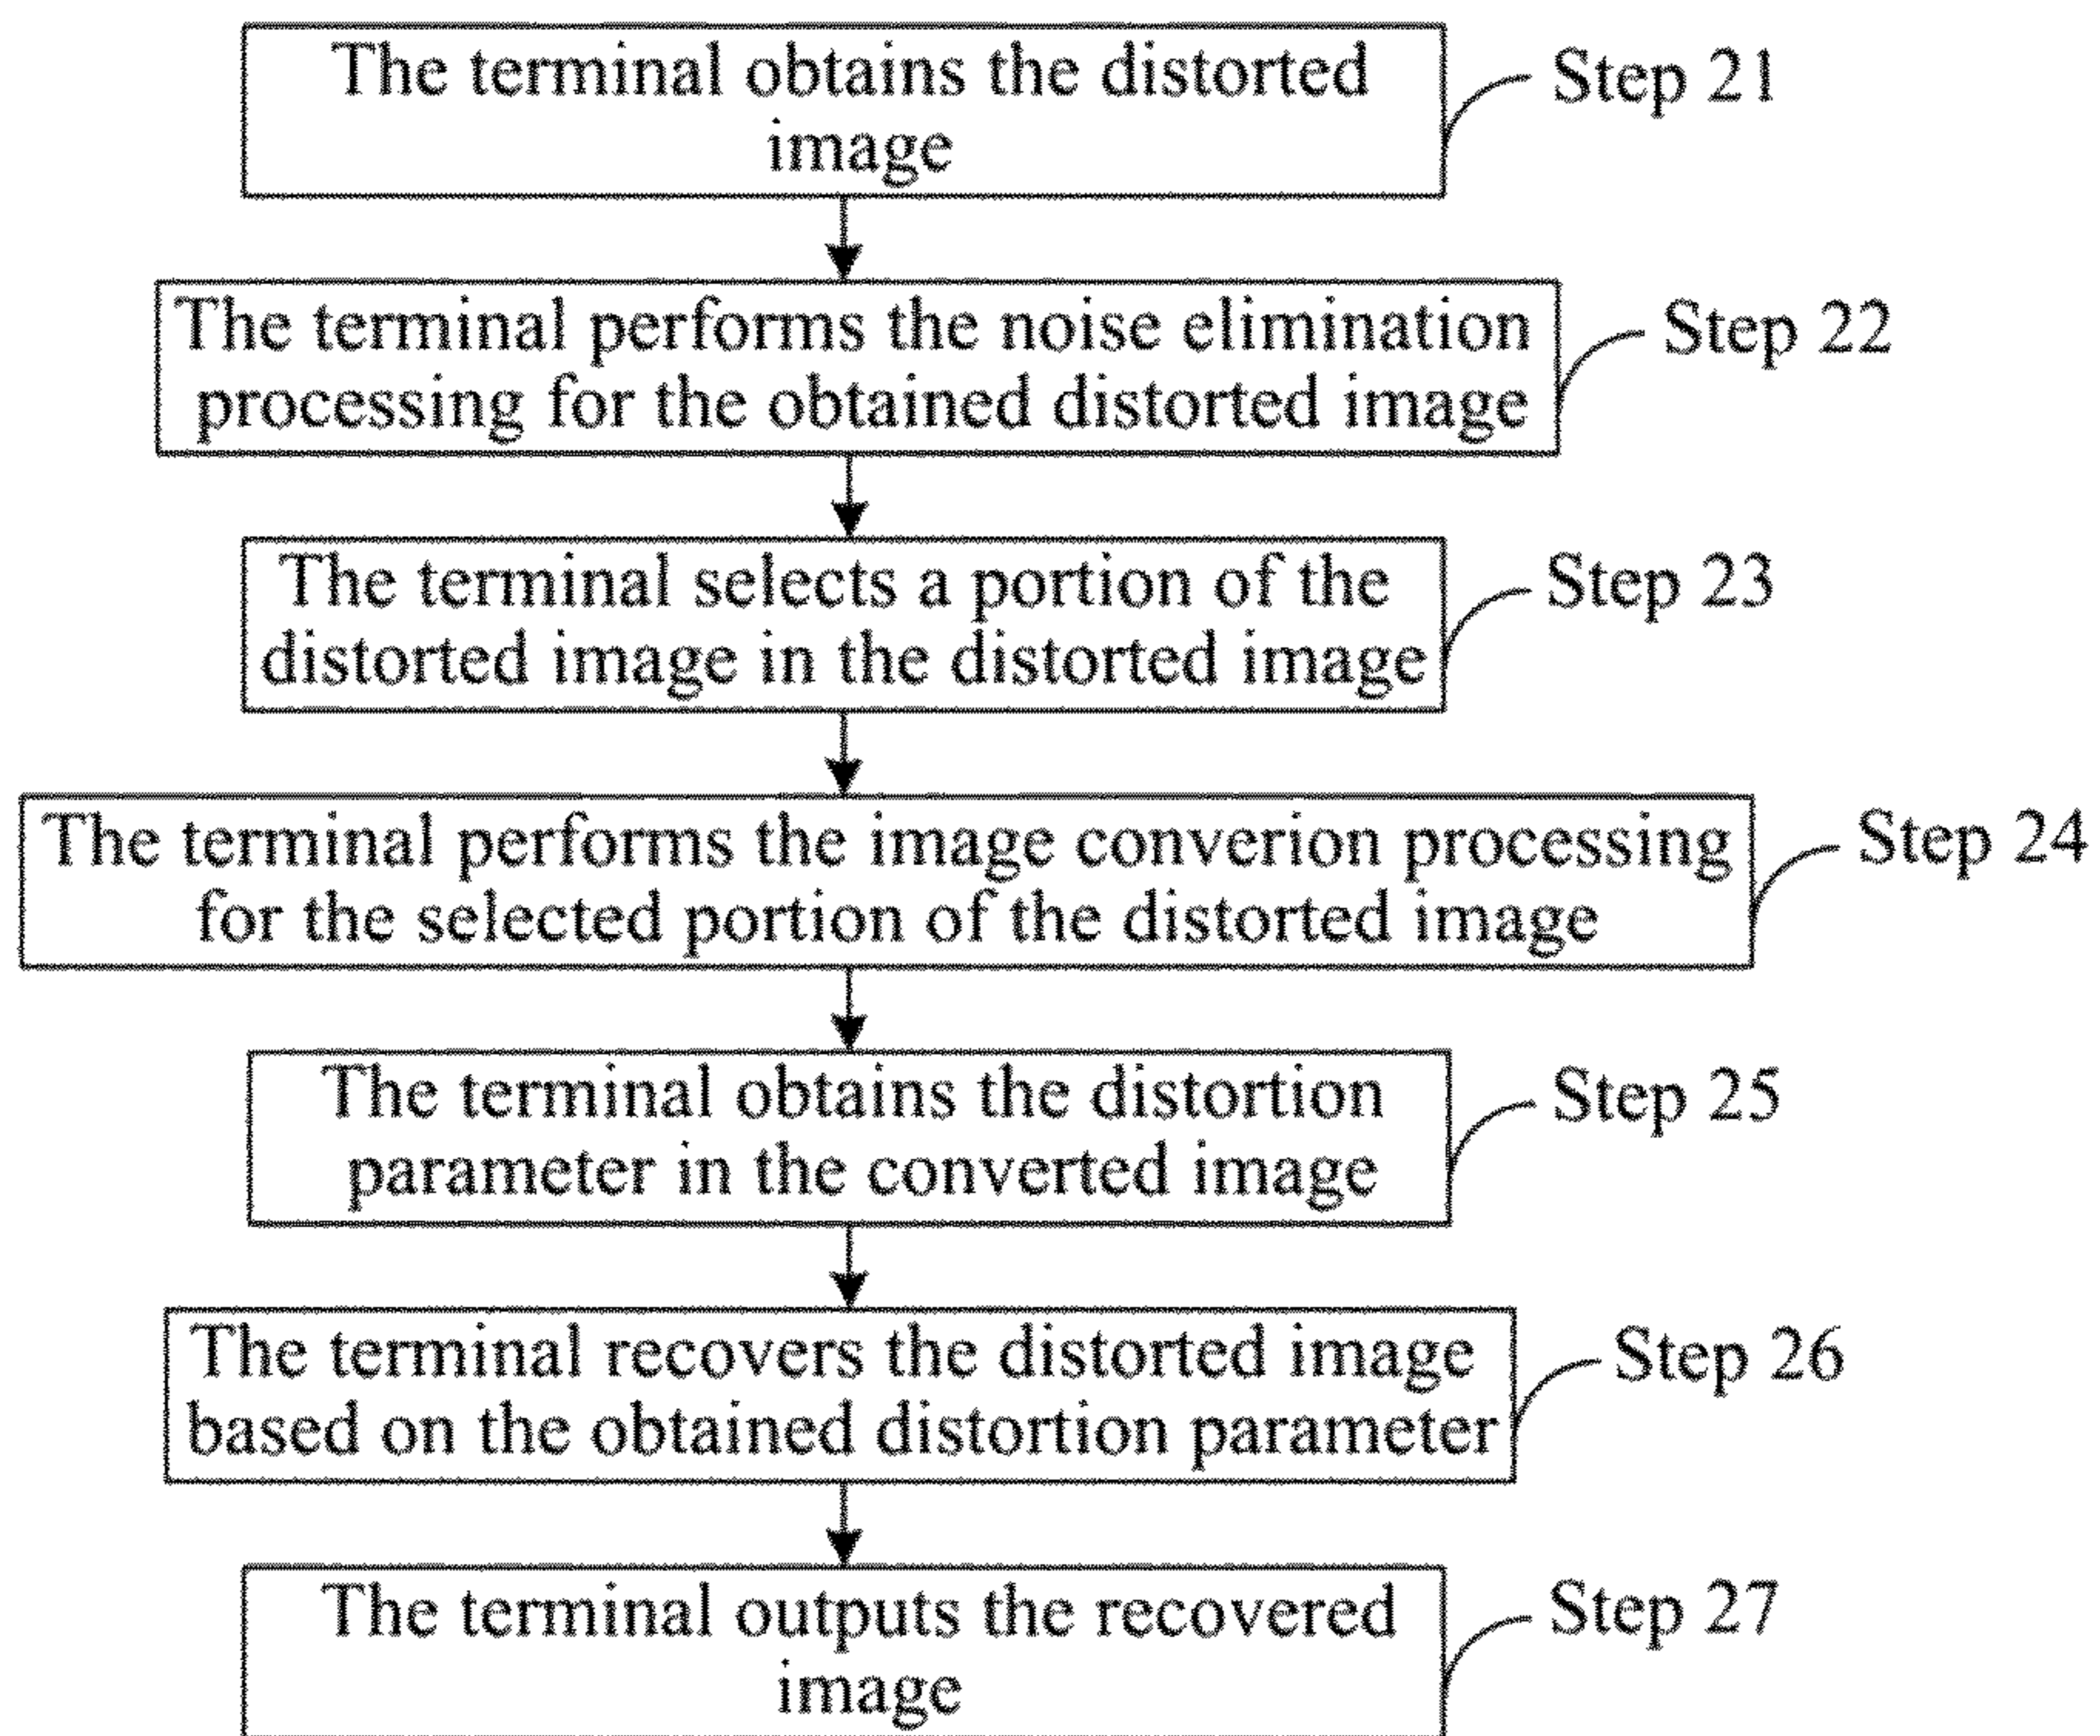 The terminal obtains the distorted
image
Step 21
The terminal performs the noise elimination
processing for the obtained distorted image
Step 22
The terminal selects a portion of the
distorted image in the distorted image
Step 23
The terminal performs the image converion processing
for the selected portion of the distorted image
Step 24
The terminal obtains the distortion
parameter in the converted image
Step 25
The terminal recovers the distorted image
based on the obtained distortion parameter
Step 26
The terminal outputs the recovered
image
Step 27